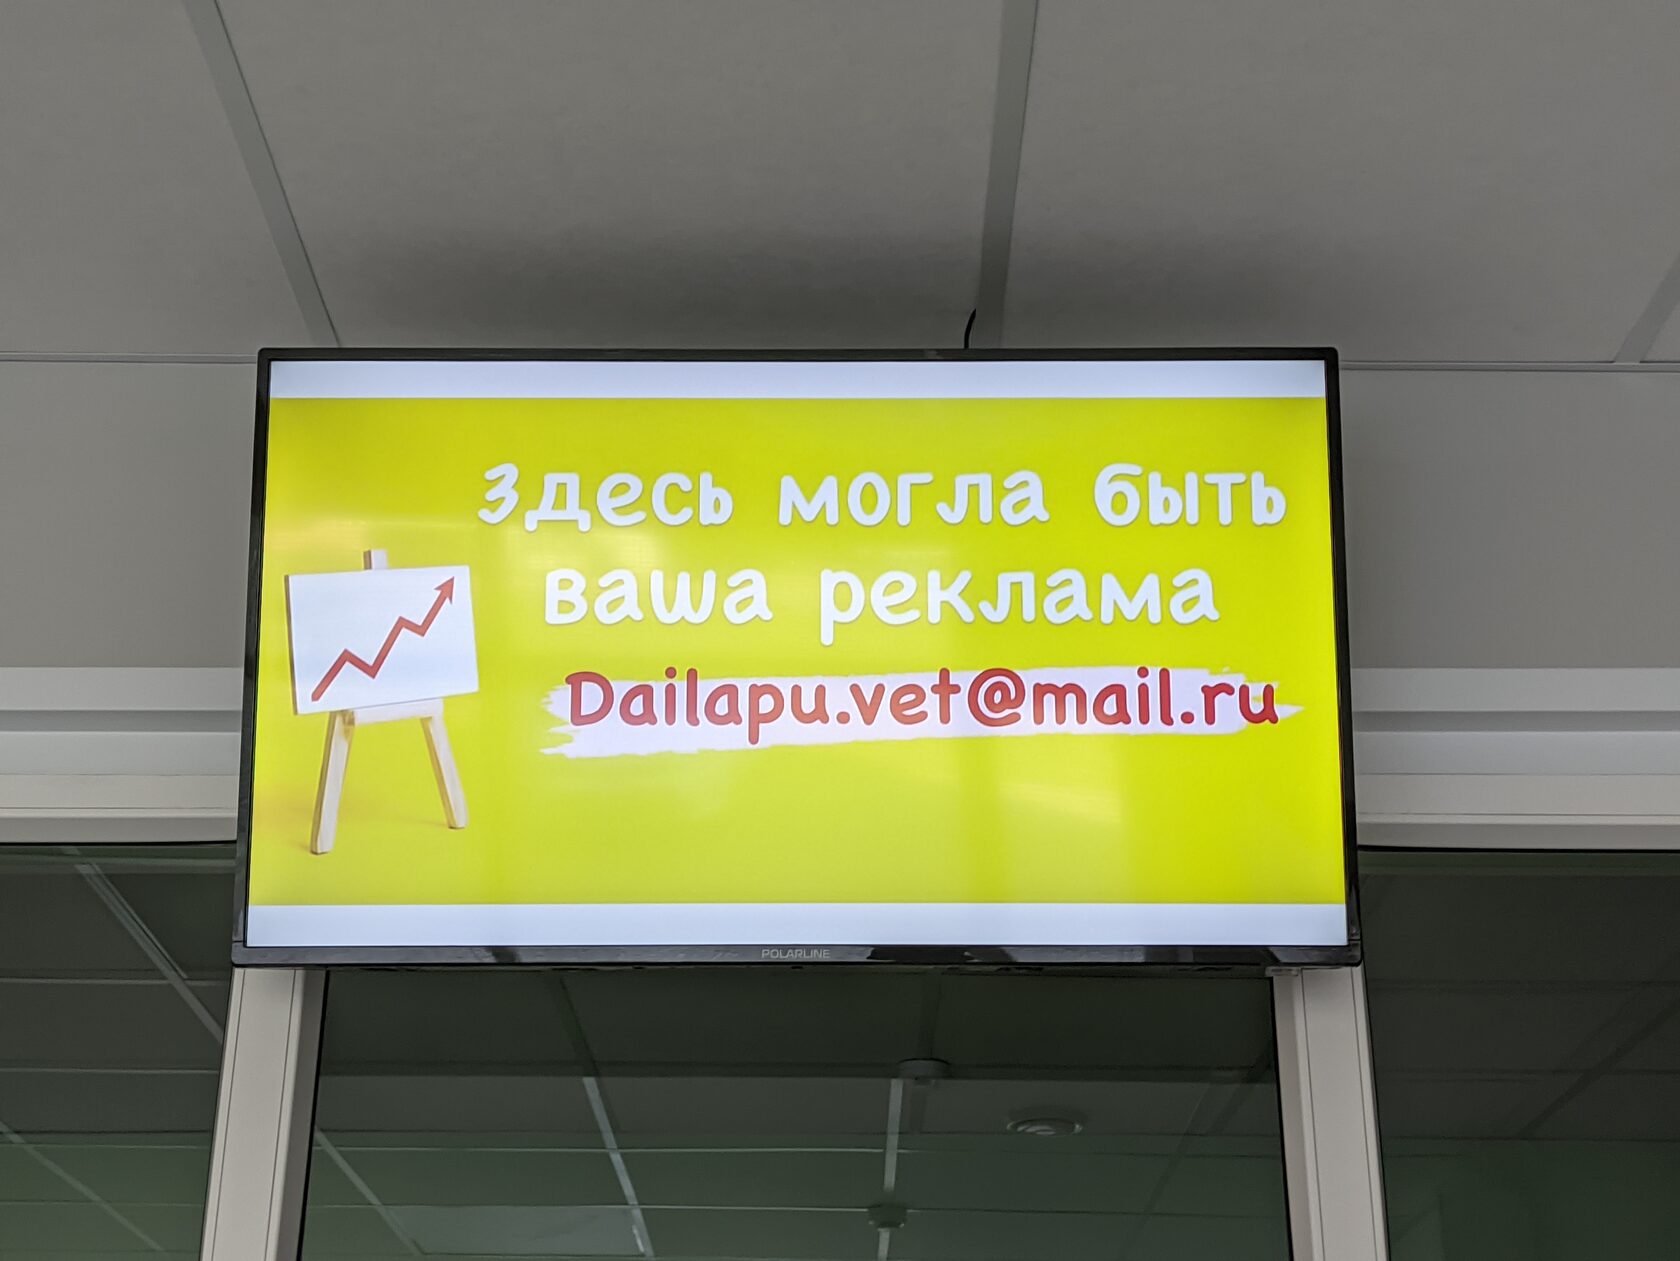 Здесь могла быть
ваша реклама
Dailapu.vet@mail.ru
POLARLINE